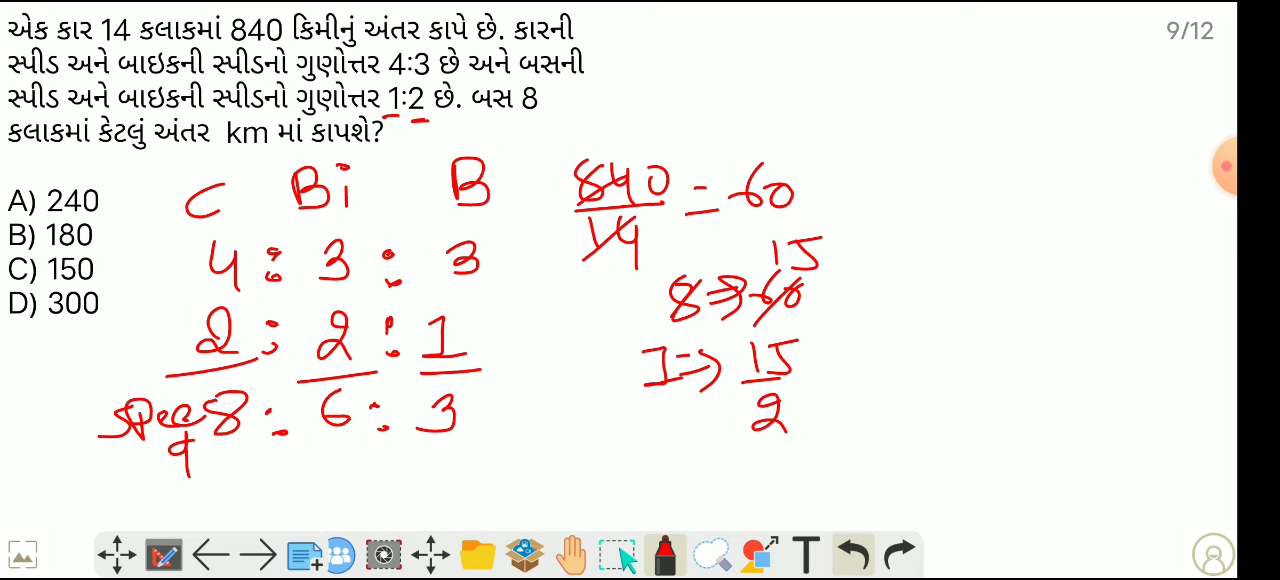 એક કાર 14 કલાકમાં 840 કિમીનું અંતર કાપે છે. કારની
સ્પીડ અને બાઇકની સ્પીડનો ગુણોત્તર 4:3 છે અને બસની
સ્પીડ અને બાઇકની સ્પીડનો ગુણોત્તર 1:2 છે. બસ 8
કલાકમાં કેટલું અંતર km માં કાપશે?
9/12
A) 240
B) 180
C) 150
D) 300
C Bi B
4 : 3 : 3
2 : 2 : 1
8 : 6 : 3
840/14 = 60
15
8 ⇒ 60
1 ⇒ 15/2
T